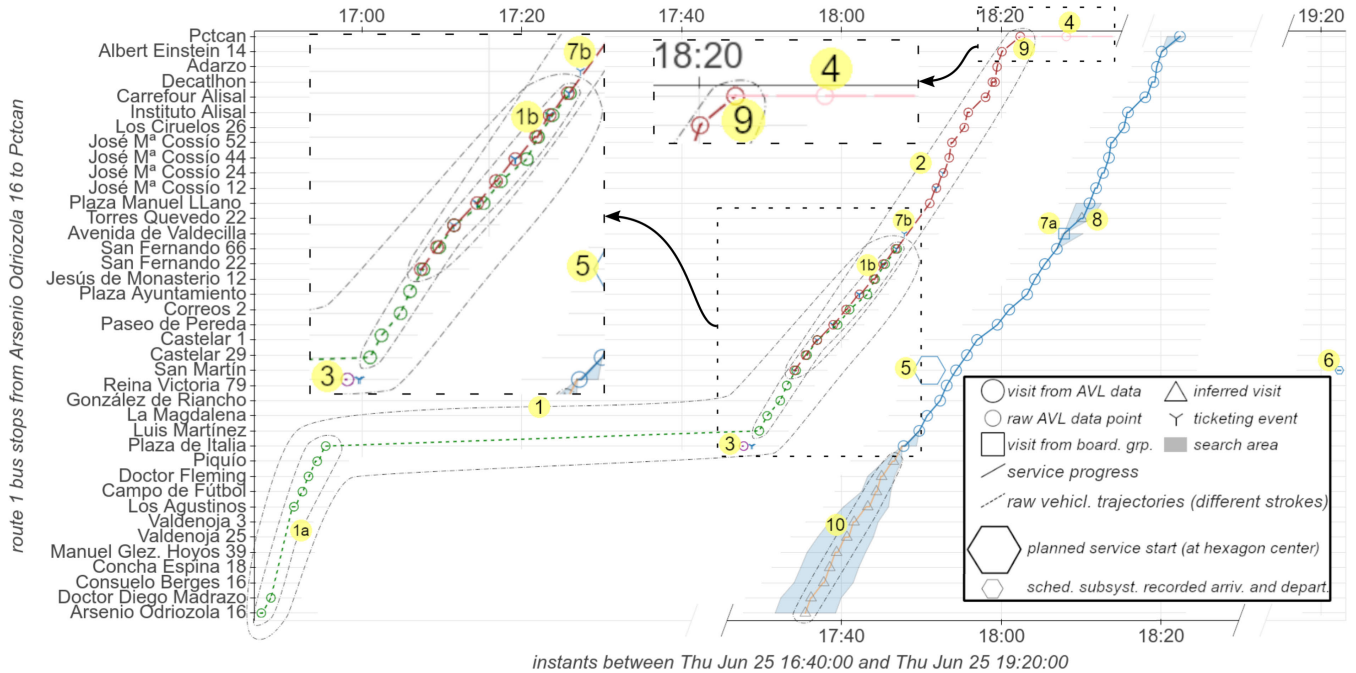 17:00 17:20 17:40 18:00 18:20 19:20
route 1 bus stops from Arsenio Odriozola 16 to Pctcan
Pctcan
Albert Einstein 14
Adarzo
Decatlhon
Carrefour Alisal
Instituto Alisal
Los Ciruelos 26
José Mª Cossío 52
José Mª Cossío 44
José Mª Cossío 24
José Mª Cossío 12
Plaza Manuel LLano
Torres Quevedo 22
Avenida de Valdecilla
San Fernando 66
San Fernando 22
Jesús de Monasterio 12
Plaza Ayuntamiento
Correos 2
Paseo de Pereda
Castelar 1
Castelar 29
San Martín
Reina Victoria 79
González de Riancho
La Magdalena
Luis Martínez
Plaza de Italia
Piquío
Doctor Fleming
Campo de Fútbol
Los Agustinos
Valdenoja 3
Valdenoja 25
Manuel Glez. Hoyos 39
Concha Espina 18
Consuelo Berges 16
Doctor Diego Madrazo
Arsenio Odriozola 16
7b
1b
5
3
18:20
4
9
4
9
2
7b
1b
7a
8
5
6
1
3
1a
10
visit from AVL data
inferred visit
raw AVL data point
ticketing event
visit from board. grp.
search area
service progress
raw vehicl. trajectories (different strokes)
planned service start (at hexagon center)
sched. subsyst. recorded arriv. and depart.
17:40 18:00 18:20
instants between Thu Jun 25 16:40:00 and Thu Jun 25 19:20:00